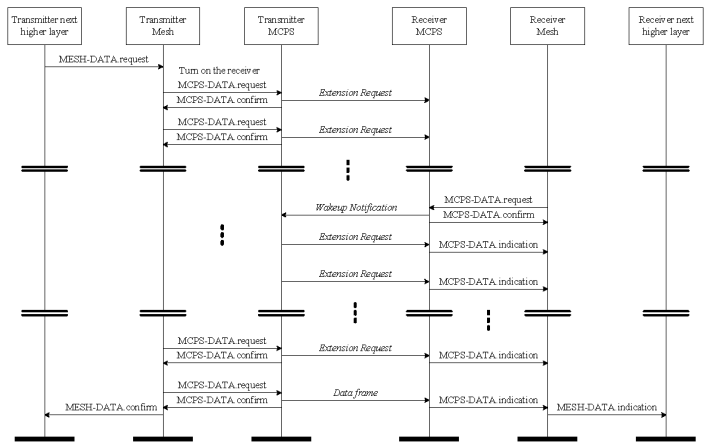 Transmitter next
higher layer
Transmitter
Mesh
Transmitter
MCPS
Receiver
MCPS
Receiver
Mesh
Receiver next
higher layer
MESH-DATA.request
Turn on the receiver
MCPS-DATA.request
Extension Request
MCPS-DATA.confirm
MCPS-DATA.request
Extension Request
MCPS-DATA.confirm
MCPS-DATA.request
Wakeup Notification
MCPS-DATA.confirm
Extension Request
MCPS-DATA.indication
Extension Request
MCPS-DATA.indication
MCPS-DATA.request
Extension Request
MCPS-DATA.confirm
MCPS-DATA.indication
MCPS-DATA.request
Data frame
MCPS-DATA.confirm
MCPS-DATA.indication
MESH-DATA.confirm
MESH-DATA.indication